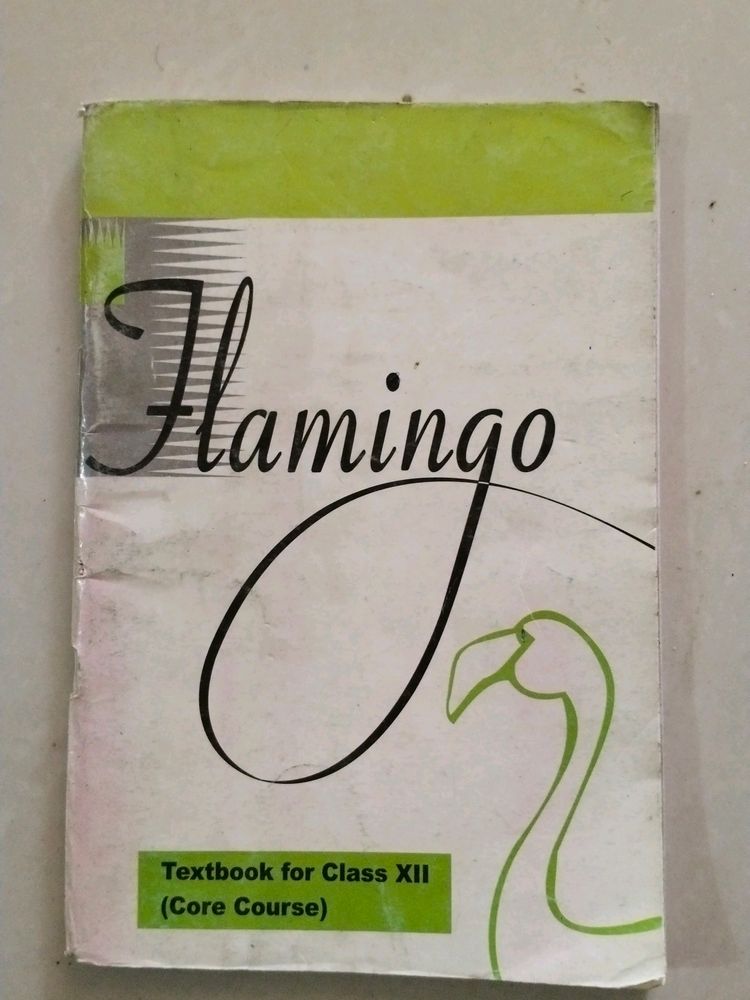 Flamingo
Textbook for Class XII
(Core Course)